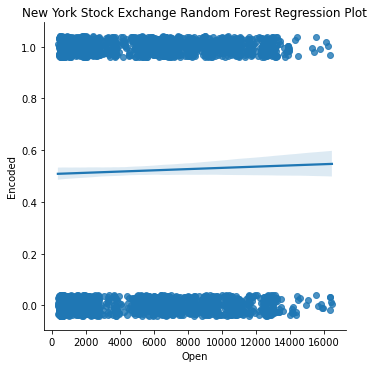 New York Stock Exchange Random Forest Regression Plot
1.0
0.8
Encoded
0.6
0.4
0.2
0.0
0 2000 4000 6000 8000 10000 12000 14000 16000
Open